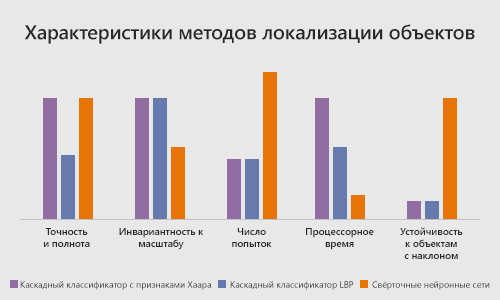 Характеристики методов локализации объектов
Точность
и полнота
Инвариантность к
масштабу
Число
попыток
Процессорное
время
Устойчивость
к объектам
с наклоном
Каскадный классификатор с признаками Хаара
Каскадный классификатор LBP
Свёрточные нейронные сети